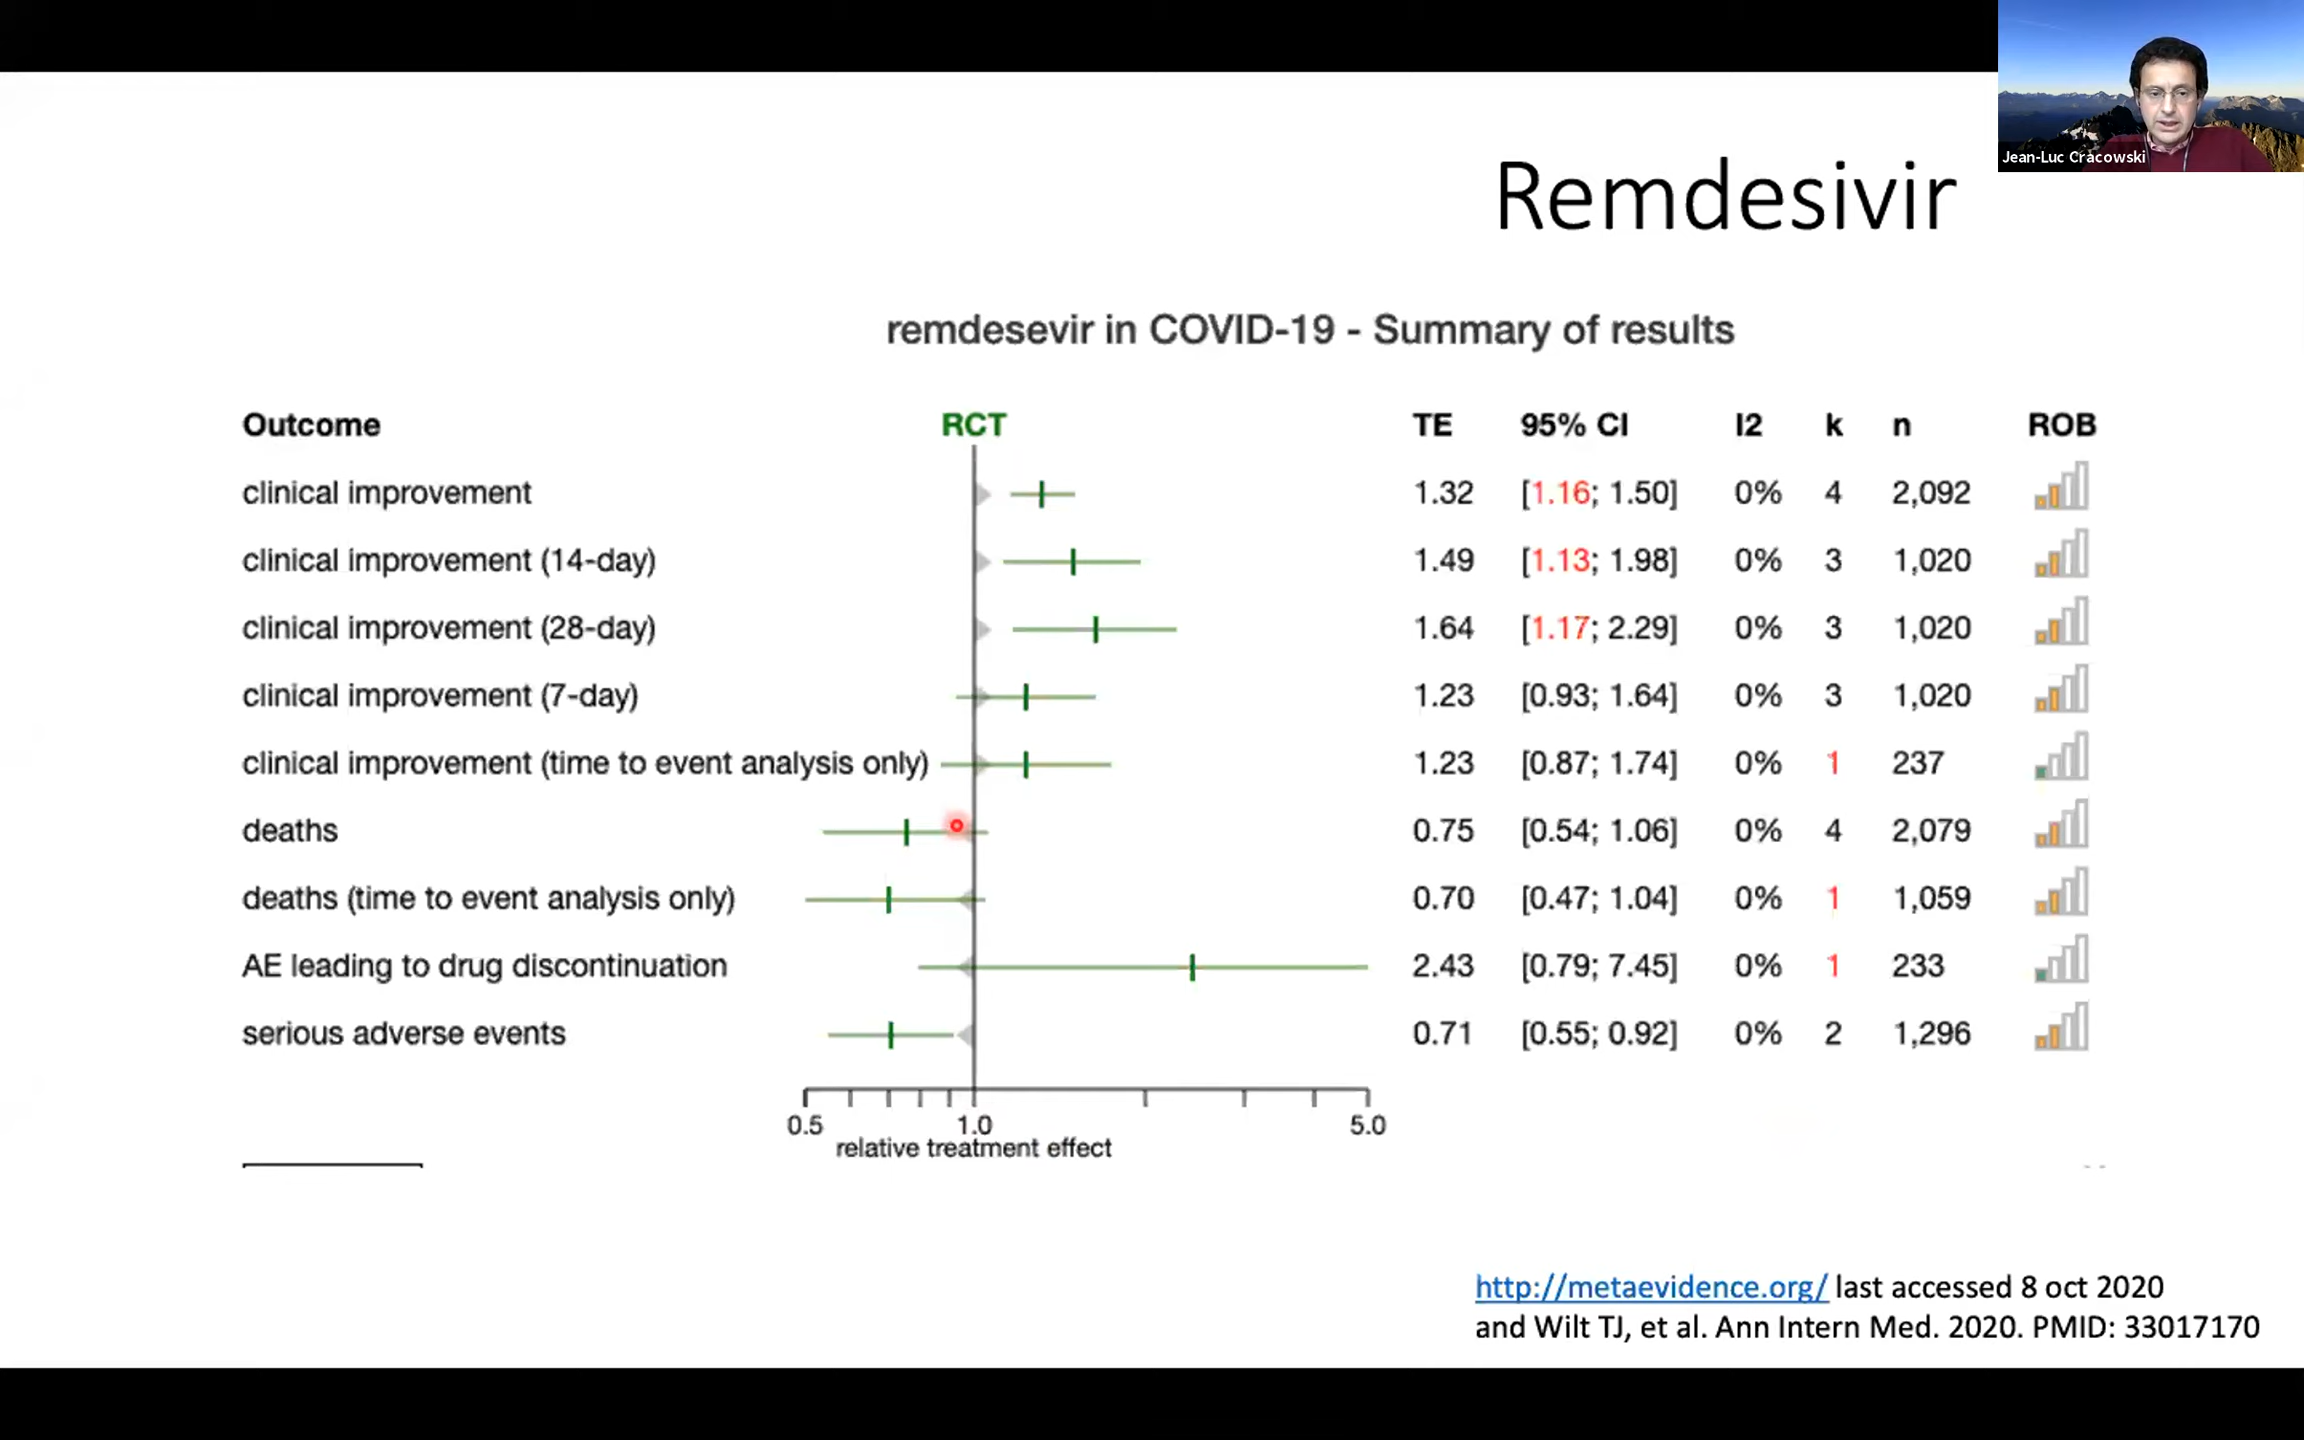 Jean-Luc Cracowski
Remdesivir
remdesevir in COVID-19 - Summary of results
Outcome RCT TE 95% CI I2 k n ROB
clinical improvement 1.32 [1.16; 1.50] 0% 4 2,092
clinical improvement (14-day) 1.49 [1.13; 1.98] 0% 3 1,020
clinical improvement (28-day) 1.64 [1.17; 2.29] 0% 3 1,020
clinical improvement (7-day) 1.23 [0.93; 1.64] 0% 3 1,020
clinical improvement (time to event analysis only) 1.23 [0.87; 1.74] 0% 1 237
deaths 0.75 [0.54; 1.06] 0% 4 2,079
deaths (time to event analysis only) 0.70 [0.47; 1.04] 0% 1 1,059
AE leading to drug discontinuation 2.43 [0.79; 7.45] 0% 1 233
serious adverse events 0.71 [0.55; 0.92] 0% 2 1,296
0.5 1.0 5.0
relative treatment effect
http://metaevidence.org/ last accessed 8 oct 2020
and Wilt TJ, et al. Ann Intern Med. 2020. PMID: 33017170